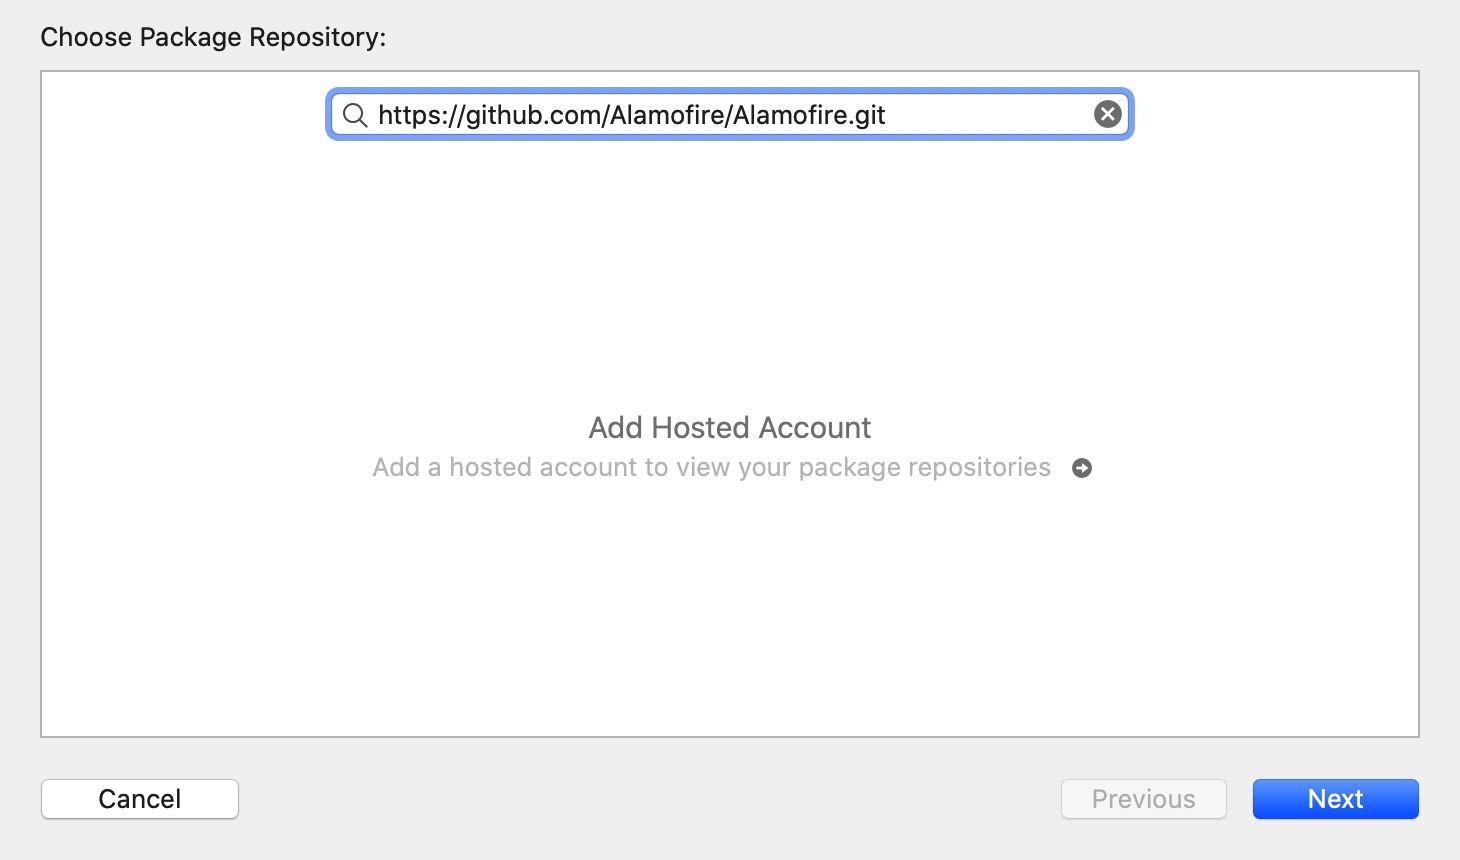 Choose Package Repository:
https://github.com/Alamofire/Alamofire.git
Add Hosted Account
Add a hosted account to view your package repositories
Cancel
Previous
Next